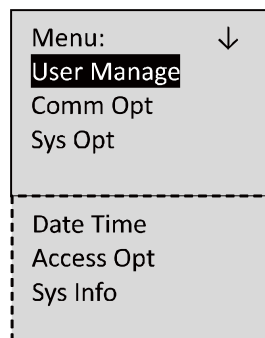 Menu: ↓
User Manage
Comm Opt
Sys Opt
Date Time
Access Opt
Sys Info